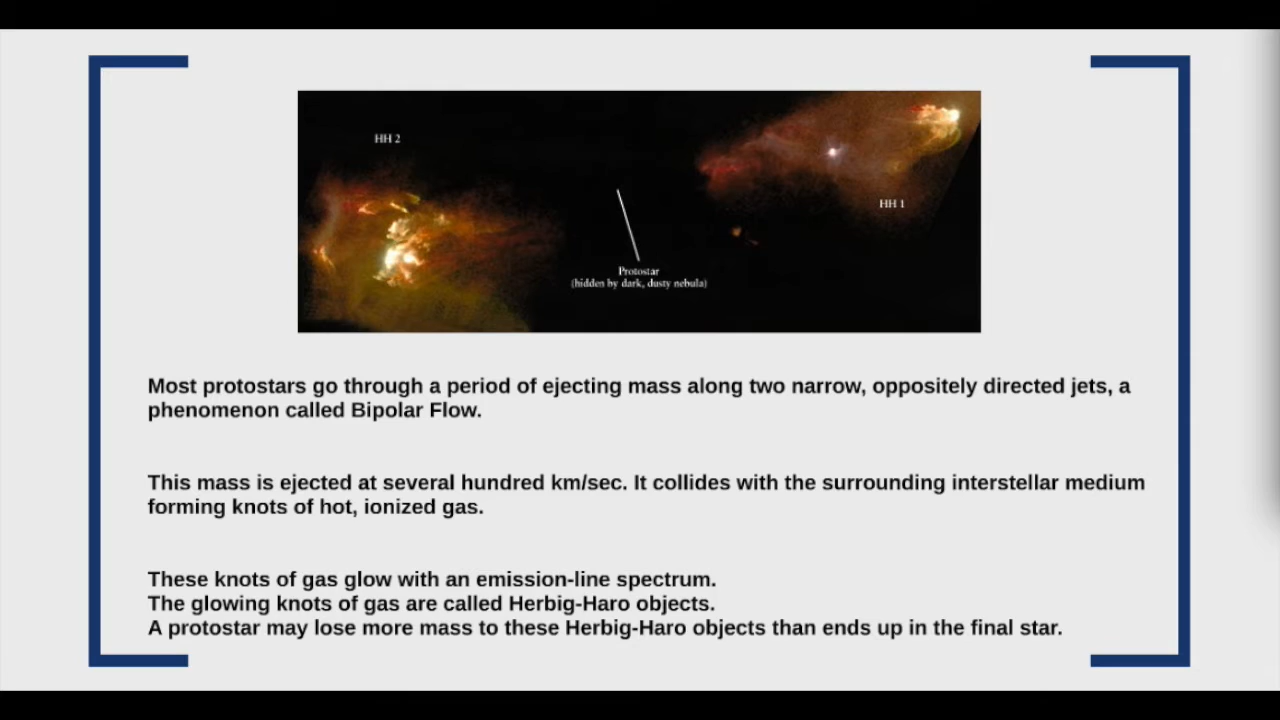 HH 2
HH 1
Protostar
(hidden by dark, dusty nebula)
Most protostars go through a period of ejecting mass along two narrow, oppositely directed jets, a
phenomenon called Bipolar Flow.
This mass is ejected at several hundred km/sec. It collides with the surrounding interstellar medium
forming knots of hot, ionized gas.
These knots of gas glow with an emission-line spectrum.
The glowing knots of gas are called Herbig-Haro objects.
A protostar may lose more mass to these Herbig-Haro objects than ends up in the final star.